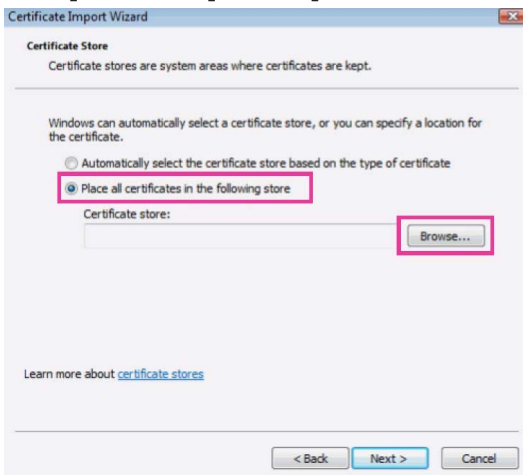 Certificate Import Wizard
Certificate Store
Certificate stores are system areas where certificates are kept.
Windows can automatically select a certificate store, or you can specify a location for
the certificate.
Automatically select the certificate store based on the type of certificate
Place all certificates in the following store
Certificate store:
Browse...
Learn more about certificate stores
< Back
Next >
Cancel